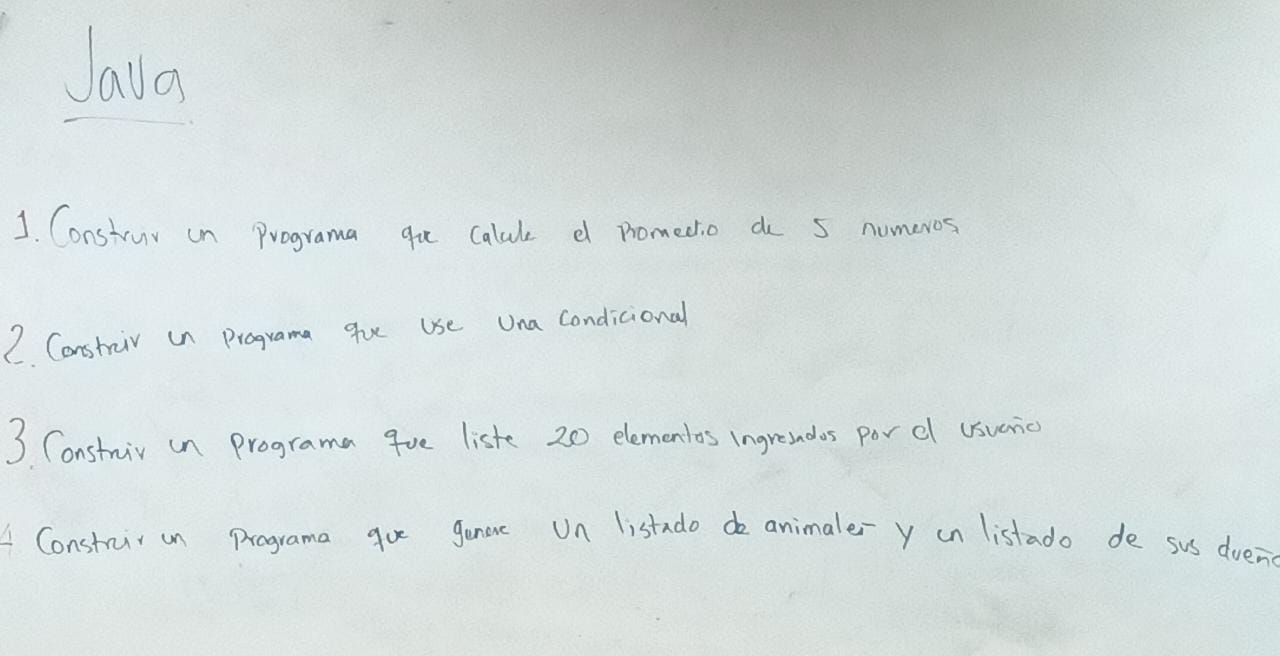 Java
1. Construir un Programa que Calcule el Promedio de 5 numeros
2. Construir un Programa que use una Condicional
3. Construir un Programa que liste 20 elementos Ingresados por el usuario
4 Construir un Programa que genere un listado de animales y un listado de sus dueño